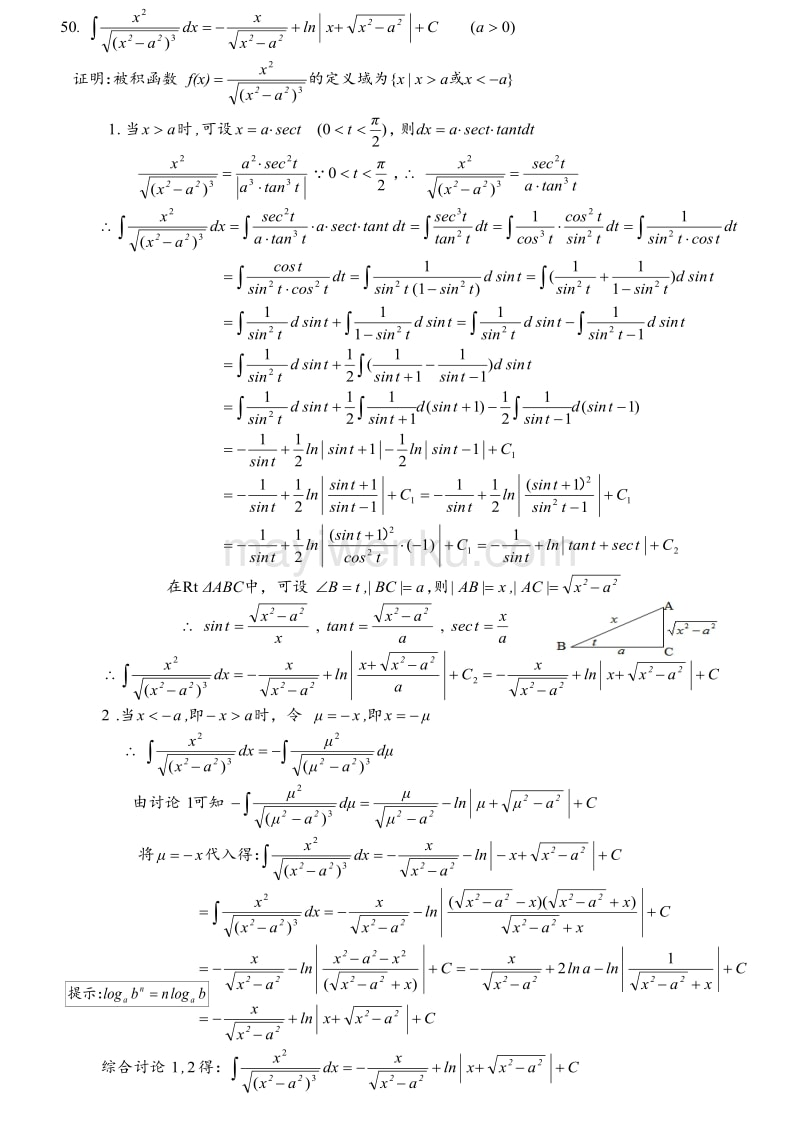 50. ∫ x²/√(x²−a²)³ dx = − x/√(x²−a²) + ln| x+√(x²−a²) | + C (a > 0)
证明:被积函数 f(x) = x²/√(x²−a²)³ 的定义域为{x | x > a或x < −a}
1.当x > a时,可设x = a·sect (0 < t < π/2),则dx = a·sect·tantdt
x²/√(x²−a²)³ = a²·sec²t/|a³·tan³t| ∵0 < t < π/2 ,∴ x²/√(x²−a²)³ = sec²t/(a·tan³t)
∴ ∫ x²/√(x²−a²)³ dx = ∫ sec²t/(a·tan³t) ·a·sect·tant dt = ∫ sec³t/tan²t dt = ∫ 1/cos³t · cos²t/sin²t dt = ∫ 1/(sin²t·cost) dt
= ∫ cost/(sin²t·cos²t) dt = ∫ 1/(sin²t(1−sin²t)) d sint = ∫( 1/sin²t + 1/(1−sin²t) )d sint
= ∫ 1/sin²t d sint + ∫ 1/(1−sin²t) d sint = ∫ 1/sin²t d sint − ∫ 1/(sin²t−1) d sint
= ∫ 1/sin²t d sint + 1/2 ∫( 1/(sint+1) − 1/(sint−1) )d sint
= ∫ 1/sin²t d sint + 1/2 ∫ 1/(sint+1) d(sint+1) − 1/2 ∫ 1/(sint−1) d(sint−1)
= − 1/sint + 1/2 ln| sint+1 | − 1/2 ln| sint−1 | + C₁
= − 1/sint + 1/2 ln| (sint+1)/(sint−1) | + C₁ = − 1/sint + 1/2 ln| (sint+1)²/(sin²t−1) | + C₁
= − 1/sint + 1/2 ln| (sint+1)²/cos²t ·(−1) | + C₁ = − 1/sint + ln| tant + sect | + C₂
mayiwenku.com
在Rt ΔABC中，可设 ∠B = t ,| BC |= a ,则| AB |= x ,| AC |= √(x²−a²)
∴ sint = √(x²−a²)/x , tant = √(x²−a²)/a , sect = x/a
A
x
√(x²−a²)
B t a C
∴ ∫ x²/√(x²−a²)³ dx = − x/√(x²−a²) + ln| (x+√(x²−a²))/a | + C₂ = − x/√(x²−a²) + ln| x+√(x²−a²) | + C
2 .当x < −a ,即−x > a时，令 μ = −x ,即x = −μ
∴ ∫ x²/√(x²−a²)³ dx = −∫ μ²/√(μ²−a²)³ dμ
由讨论 1可知 −∫ μ²/√(μ²−a²)³ dμ = μ/√(μ²−a²) − ln| μ+√(μ²−a²) | + C
将μ = −x代入得:∫ x²/√(x²−a²)³ dx = − x/√(x²−a²) − ln| −x+√(x²−a²) | + C
= ∫ x²/√(x²−a²)³ dx = − x/√(x²−a²) − ln| (√(x²−a²) − x)(√(x²−a²) + x)/(√(x²−a²) + x) | + C
= − x/√(x²−a²) − ln| (x²−a²−x²)/(√(x²−a²) + x) | + C = − x/√(x²−a²) + 2 ln a − ln| 1/(√(x²−a²) + x) | + C
提示:logₐ bⁿ = n logₐ b
= − x/√(x²−a²) + ln| x+√(x²−a²) | + C
综合讨论 1,2得: ∫ x²/√(x²−a²)³ dx = − x/√(x²−a²) + ln| x+√(x²−a²) | + C